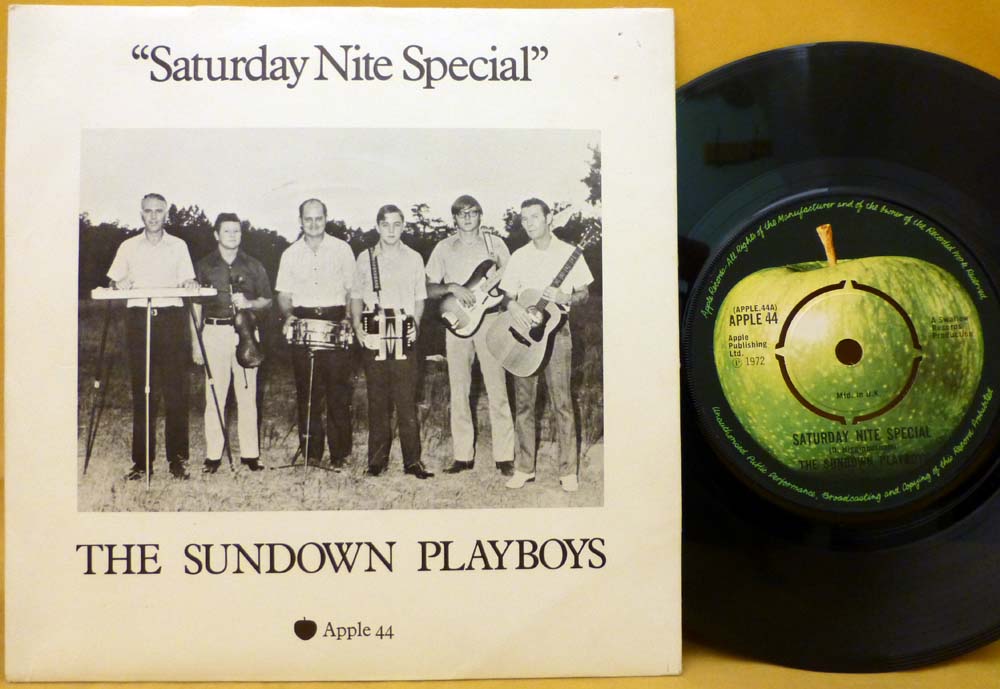 “Saturday Nite Special”
THE SUNDOWN PLAYBOYS
Apple 44
Apple Records-All Rights of the Manufacturer and of the Owner of the Recorded Work Reserved
(APPLE.44A)
APPLE 44
Apple
Publishing
Ltd.
℗ 1972
A Swallow
Records
Production
Mfd. in U.K.
SATURDAY NITE SPECIAL
THE SUNDOWN PLAYBOYS
Unauthorised Public Performance, Broadcasting and Copying of this Record Prohibited